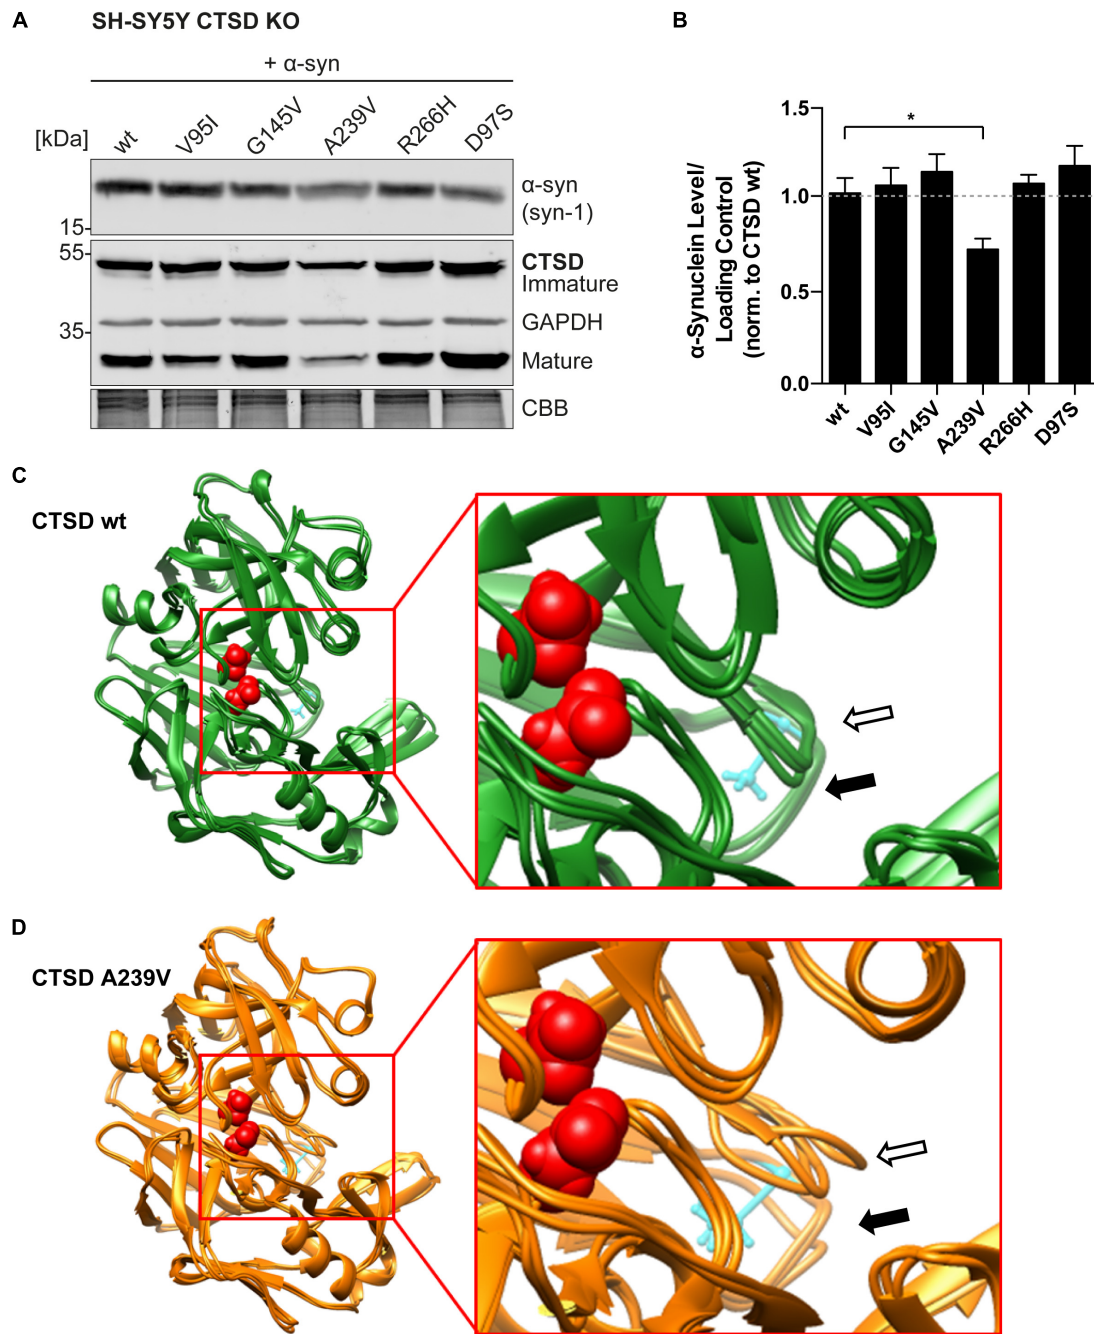 A
SH-SY5Y CTSD KO
+ α-syn
[kDa]
wt
V95I
G145V
A239V
R266H
D97S
α-syn
(syn-1)
15-
55-
CTSD
Immature
GAPDH
35-
Mature
CBB
B
α-Synuclein Level/
Loading Control
(norm. to CTSD wt)
1.5
1.0
0.5
0.0
*
wt
V95I
G145V
A239V
R266H
D97S
C
CTSD wt
D
CTSD A239V